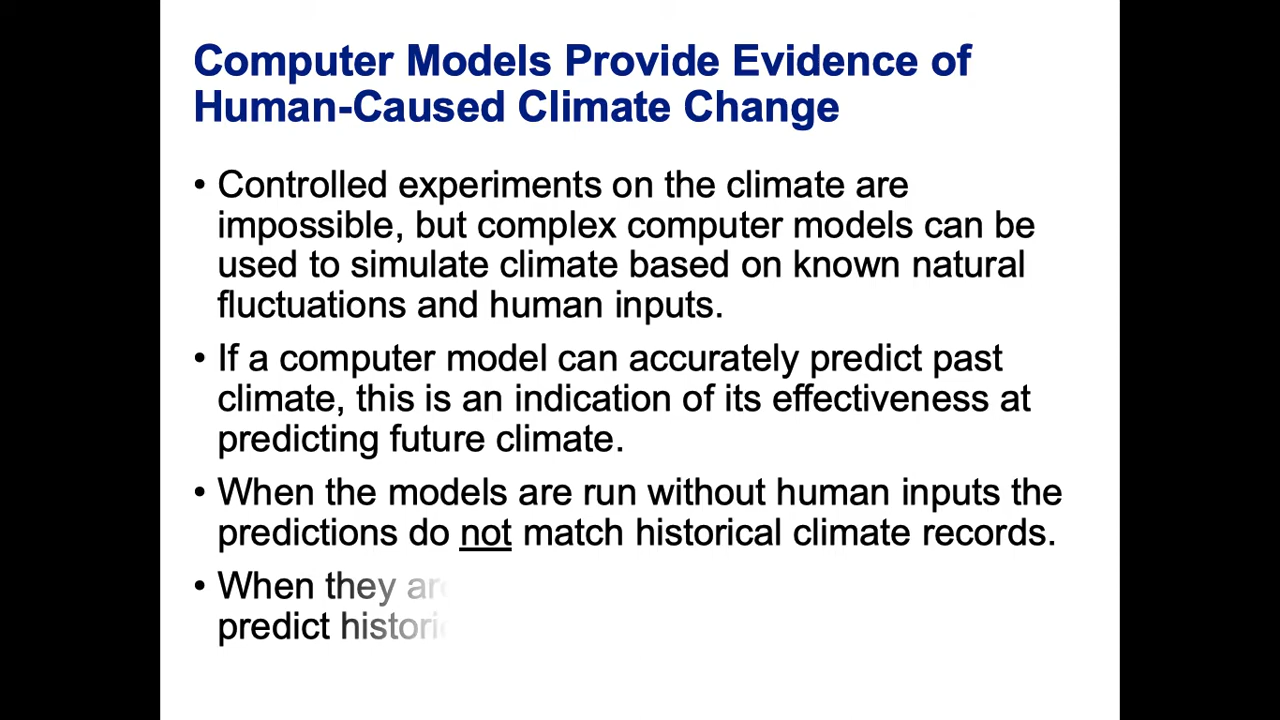 Computer Models Provide Evidence of
Human-Caused Climate Change
• Controlled experiments on the climate are
impossible, but complex computer models can be
used to simulate climate based on known natural
fluctuations and human inputs.
• If a computer model can accurately predict past
climate, this is an indication of its effectiveness at
predicting future climate.
• When the models are run without human inputs the
predictions do not match historical climate records.
• When they
predict